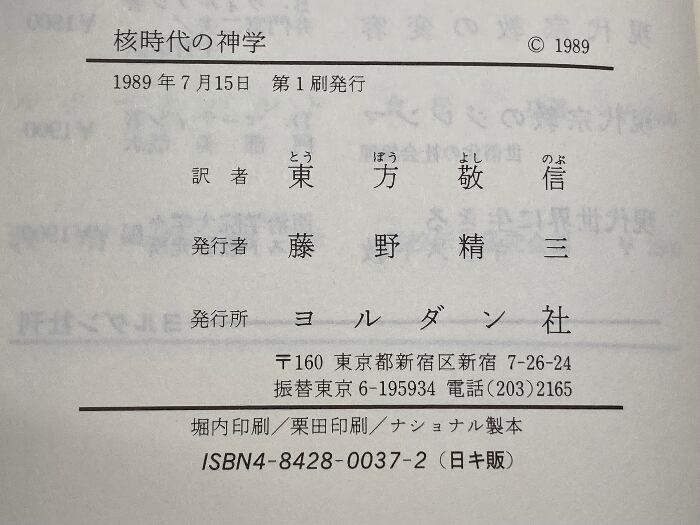 核時代の神学 © 1989
1989年7月15日 第1刷発行
とう ぼう よし のぶ
訳者 東方敬信
発行者 藤野精三
発行所 ヨルダン社
〒160 東京都新宿区新宿 7-26-24
振替東京 6-195934 電話(203)2165
堀内印刷/栗田印刷/ナショナル製本
ISBN4-8428-0037-2(日キ販)